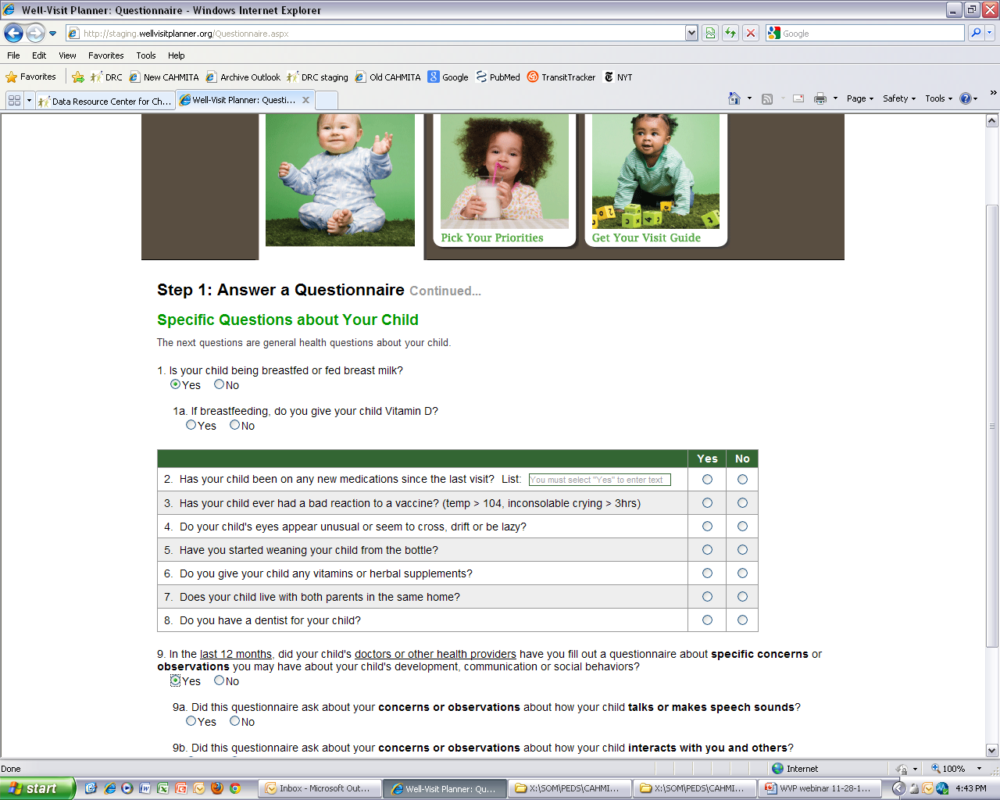 Well-Visit Planner: Questionnaire - Windows Internet Explorer
http://staging.wellvisitplanner.org/Questionnaire.aspx
Google
File Edit View Favorites Tools Help
Favorites DRC New CAHMITA Archive Outlook DRC staging Old CAHMITA Google PubMed TransitTracker NYT
Data Resource Center for Ch... Well-Visit Planner: Questi... Page Safety Tools
Pick Your Priorities Get Your Visit Guide
Step 1: Answer a Questionnaire Continued...
Specific Questions about Your Child
The next questions are general health questions about your child.
1. Is your child being breastfed or fed breast milk?
Yes No
1a. If breastfeeding, do you give your child Vitamin D?
Yes No
Yes No
2. Has your child been on any new medications since the last visit? List: You must select "Yes" to enter text
3. Has your child ever had a bad reaction to a vaccine? (temp > 104, inconsolable crying > 3hrs)
4. Do your child's eyes appear unusual or seem to cross, drift or be lazy?
5. Have you started weaning your child from the bottle?
6. Do you give your child any vitamins or herbal supplements?
7. Does your child live with both parents in the same home?
8. Do you have a dentist for your child?
9. In the last 12 months, did your child's doctors or other health providers have you fill out a questionnaire about specific concerns or
observations you may have about your child's development, communication or social behaviors?
Yes No
9a. Did this questionnaire ask about your concerns or observations about how your child talks or makes speech sounds?
Yes No
9b. Did this questionnaire ask about your concerns or observations about how your child interacts with you and others?
Done Internet 100%
start Inbox - Microsoft Out... Well-Visit Planner: Qu... X:\SOM\PEDS\CAHMI... X:\SOM\PEDS\CAHMI... WVP webinar 11-28-1... 4:43 PM